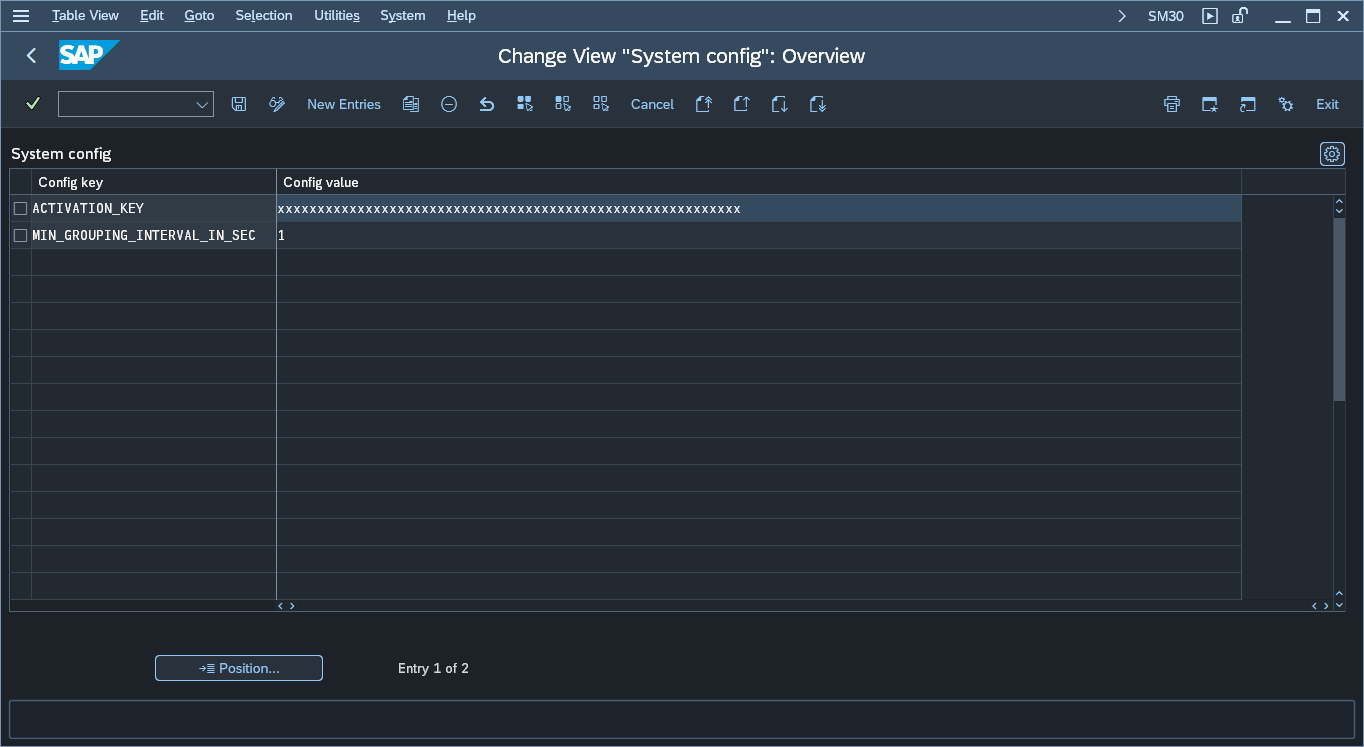 Table View Edit Goto Selection Utilities System Help SM30
SAP Change View "System config": Overview
New Entries Cancel Exit
System config
Config key Config value
ACTIVATION_KEY xxxxxxxxxxxxxxxxxxxxxxxxxxxxxxxxxxxxxxxxxxxxxxxxxxxxxxxxxx
MIN_GROUPING_INTERVAL_IN_SEC 1
Position... Entry 1 of 2